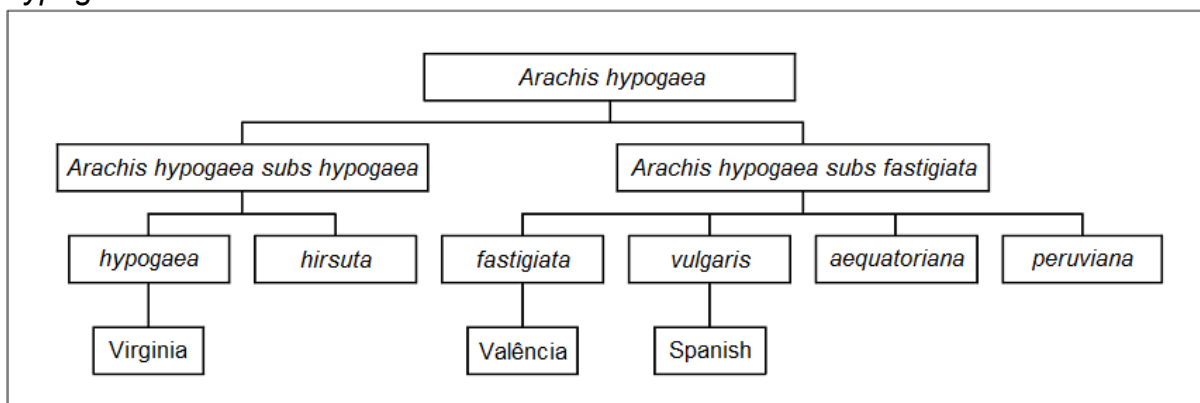 Arachis hypogaea
Arachis hypogaea subs hypogaea Arachis hypogaea subs fastigiata
hypogaea hirsuta fastigiata vulgaris aequatoriana peruviana
Virginia Valência Spanish